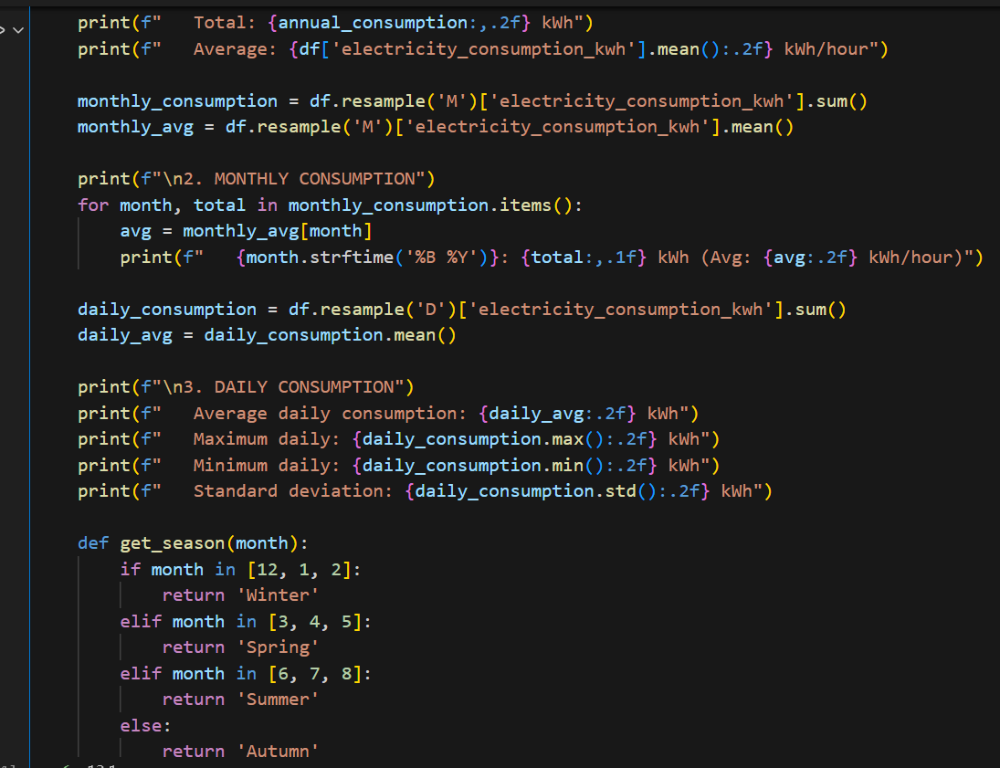 print(f"   Total: {annual_consumption:,.2f} kWh")
print(f"   Average: {df['electricity_consumption_kwh'].mean():.2f} kWh/hour")

monthly_consumption = df.resample('M')['electricity_consumption_kwh'].sum()
monthly_avg = df.resample('M')['electricity_consumption_kwh'].mean()

print(f"\n2. MONTHLY CONSUMPTION")
for month, total in monthly_consumption.items():
    avg = monthly_avg[month]
    print(f"   {month.strftime('%B %Y')}: {total:,.1f} kWh (Avg: {avg:.2f} kWh/hour)")

daily_consumption = df.resample('D')['electricity_consumption_kwh'].sum()
daily_avg = daily_consumption.mean()

print(f"\n3. DAILY CONSUMPTION")
print(f"   Average daily consumption: {daily_avg:.2f} kWh")
print(f"   Maximum daily: {daily_consumption.max():.2f} kWh")
print(f"   Minimum daily: {daily_consumption.min():.2f} kWh")
print(f"   Standard deviation: {daily_consumption.std():.2f} kWh")

def get_season(month):
    if month in [12, 1, 2]:
        return 'Winter'
    elif month in [3, 4, 5]:
        return 'Spring'
    elif month in [6, 7, 8]:
        return 'Summer'
    else:
        return 'Autumn'